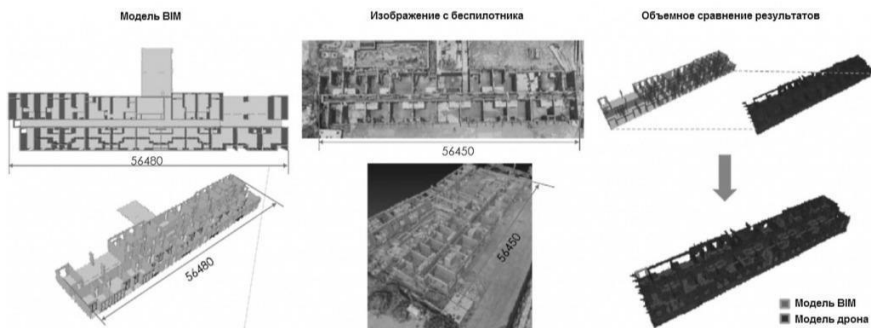 Модель BIM
Изображение с беспилотника
Объемное сравнение результатов
56480
56450
56480
56450
Модель BIM
Модель дрона